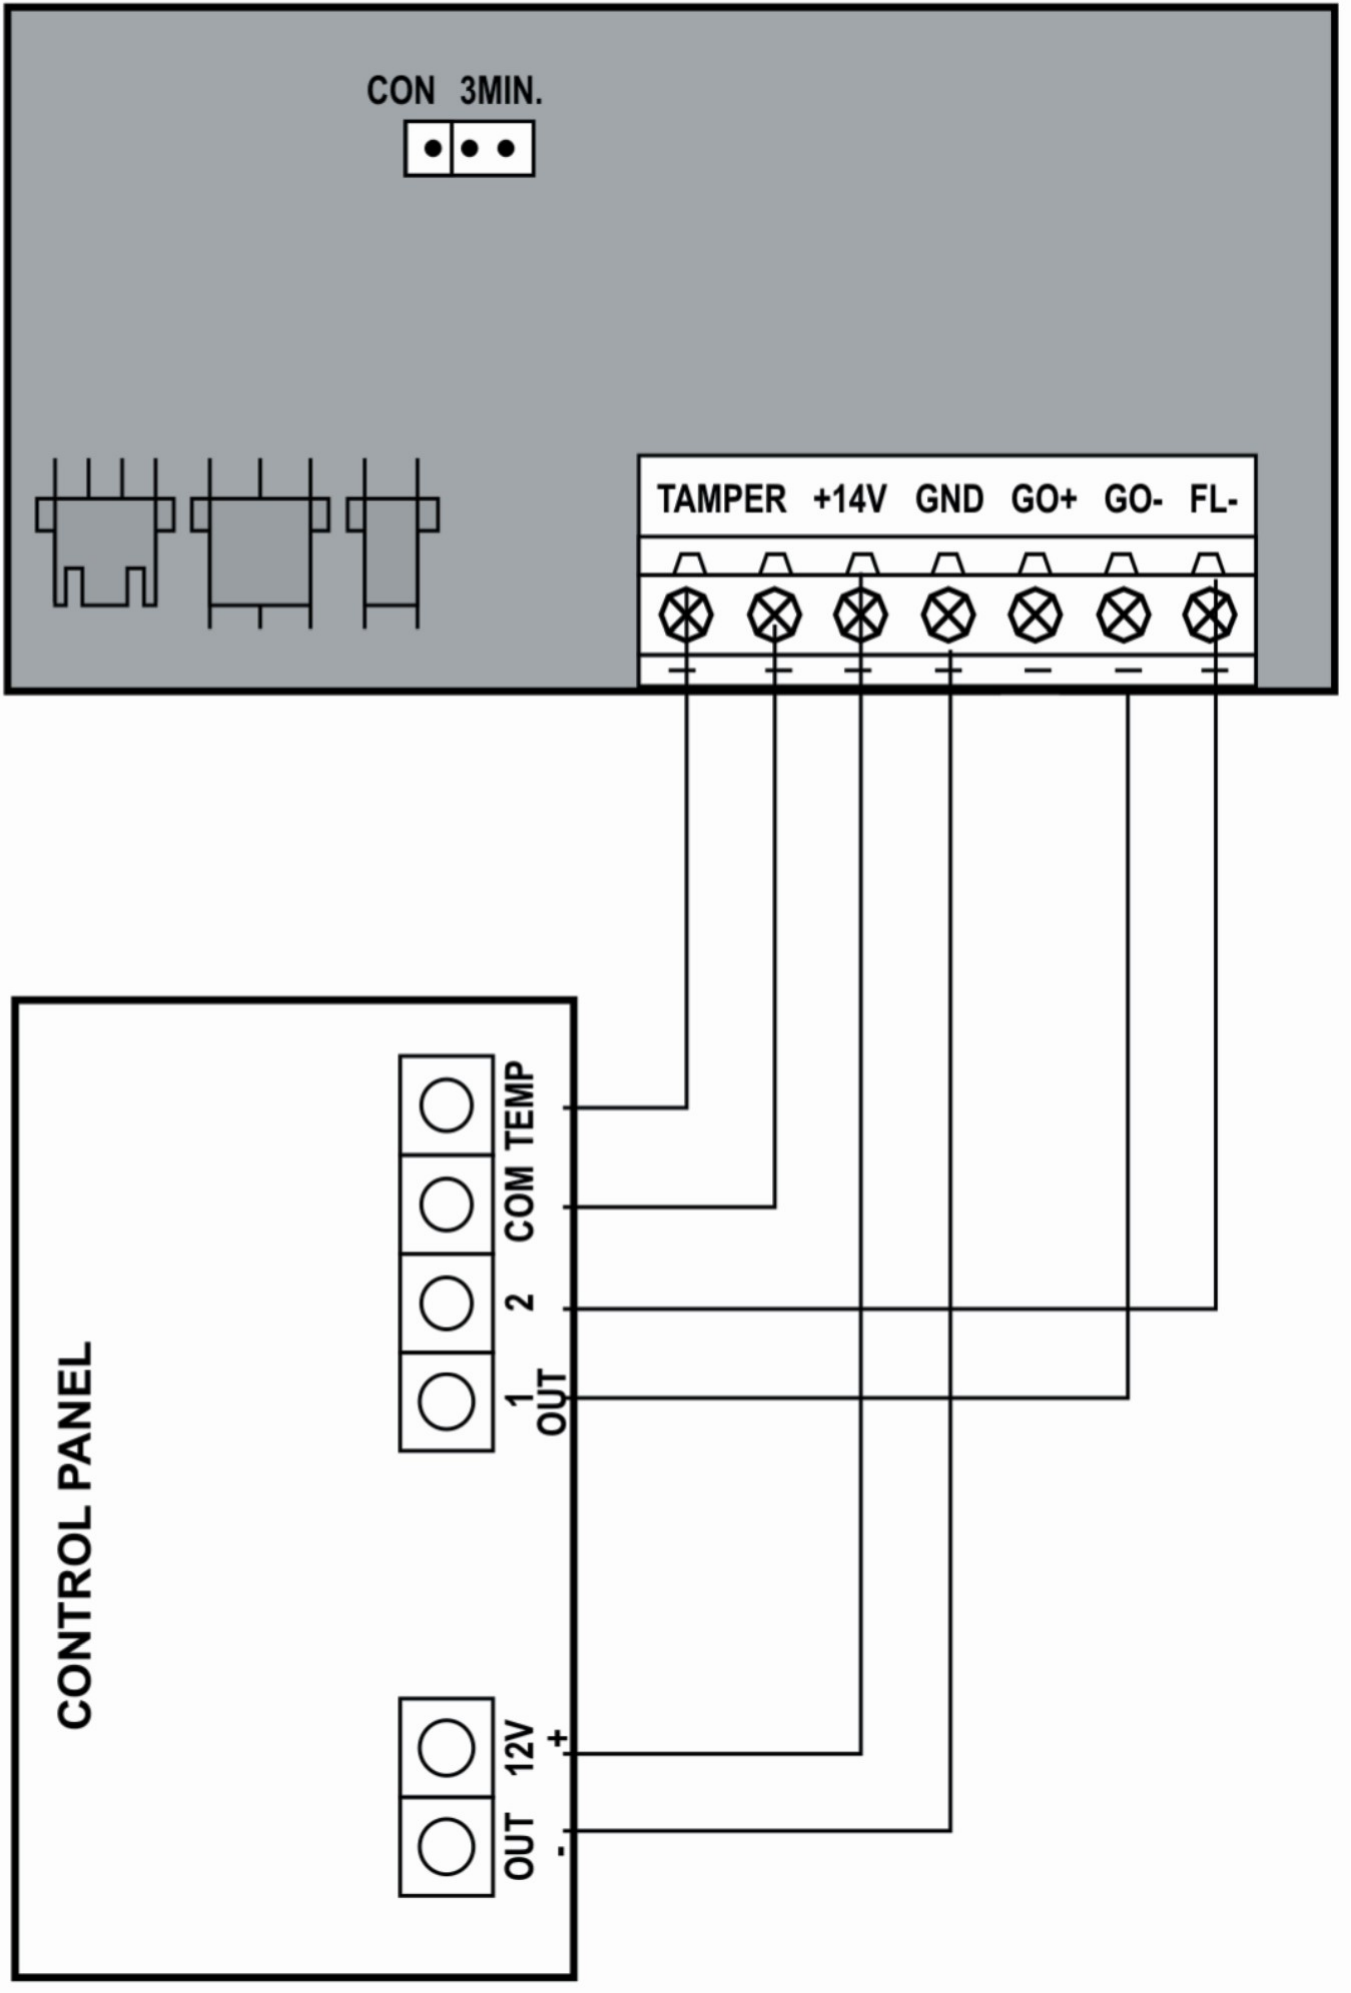 CON 3MIN.
TAMPER +14V GND GO+ GO- FL-
CONTROL PANEL
COM TEMP
2
1
OUT
12V
+
OUT
-